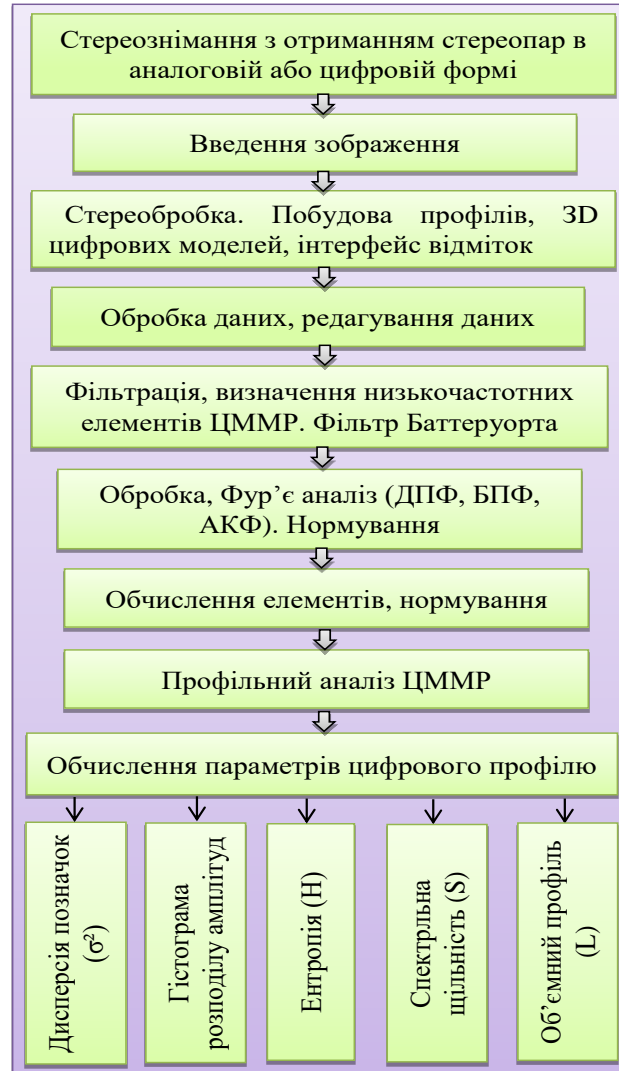 Стереознімання з отриманням стереопар в
аналоговій або цифровій формі
Введення зображення
Стереобробка. Побудова профілів, 3D
цифрових моделей, інтерфейс відміток
Обробка даних, редагування даних
Фільтрація, визначення низькочастотних
елементів ЦММР. Фільтр Баттеруорта
Обробка, Фур’є аналіз (ДПФ, БПФ,
АКФ). Нормування
Обчислення елементів, нормування
Профільний аналіз ЦММР
Обчислення параметрів цифрового профілю
Дисперсія позначок
(σ²)
Гістограма
розподілу амплітуд
Ентропія (H)
Спектрльна
щільність (S)
Об’ємний профіль
(L)